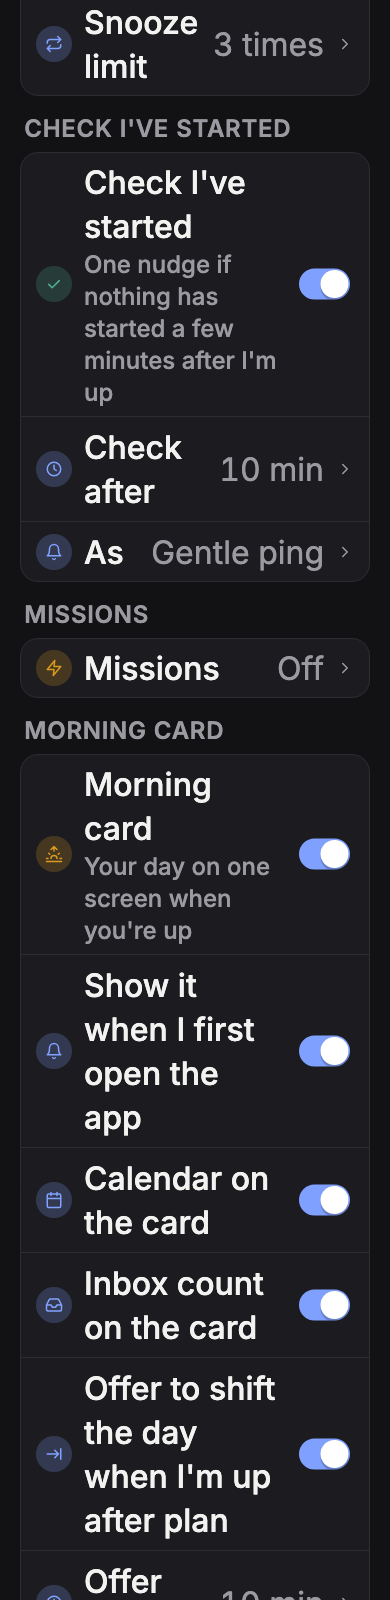 Snooze
limit
3 times
CHECK I'VE STARTED
Check I've
started
One nudge if
nothing has
started a few
minutes after I'm
up
Check
after
10 min
As
Gentle ping
MISSIONS
Missions
Off
MORNING CARD
Morning
card
Your day on one
screen when
you're up
Show it
when I first
open the
app
Calendar on
the card
Inbox count
on the card
Offer to shift
the day
when I'm up
after plan
Offer
10 min